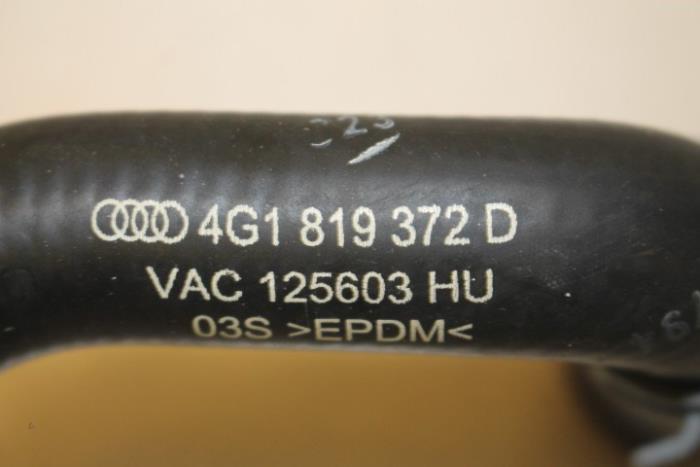 4G1 819 372 D
VAC 125603 HU
03S >EPDM<